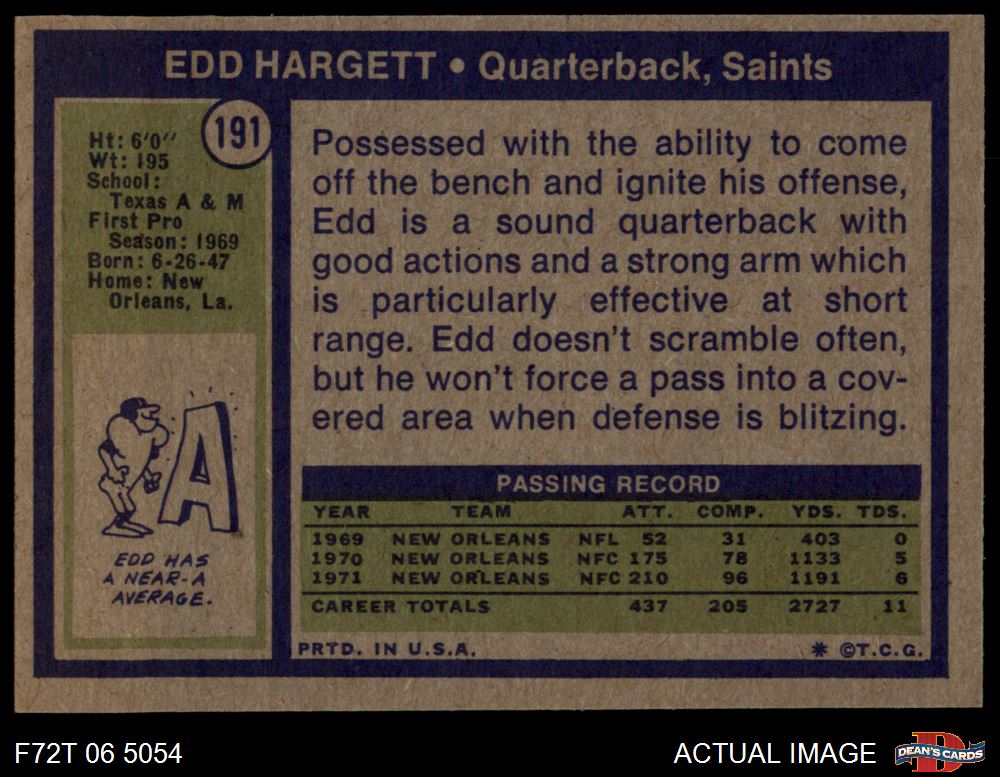 EDD HARGETT • Quarterback, Saints
191
Ht: 6'0''
Wt: 195
School:
Texas A & M
First Pro
Season: 1969
Born: 6-26-47
Home: New
Orleans, La.
A
EDD HAS
A NEAR-A
AVERAGE.
Possessed with the ability to come
off the bench and ignite his offense,
Edd is a sound quarterback with
good actions and a strong arm which
is particularly effective at short
range. Edd doesn't scramble often,
but he won't force a pass into a cov-
ered area when defense is blitzing.
PASSING RECORD
YEAR TEAM ATT. COMP. YDS. TDS.
1969 NEW ORLEANS NFL 52 31 403 0
1970 NEW ORLEANS NFC 175 78 1133 5
1971 NEW ORLEANS NFC 210 96 1191 6
CAREER TOTALS 437 205 2727 11
PRTD. IN U.S.A. * ©T.C.G.
F72T 06 5054 ACTUAL IMAGE
D
DEAN'S CARDS